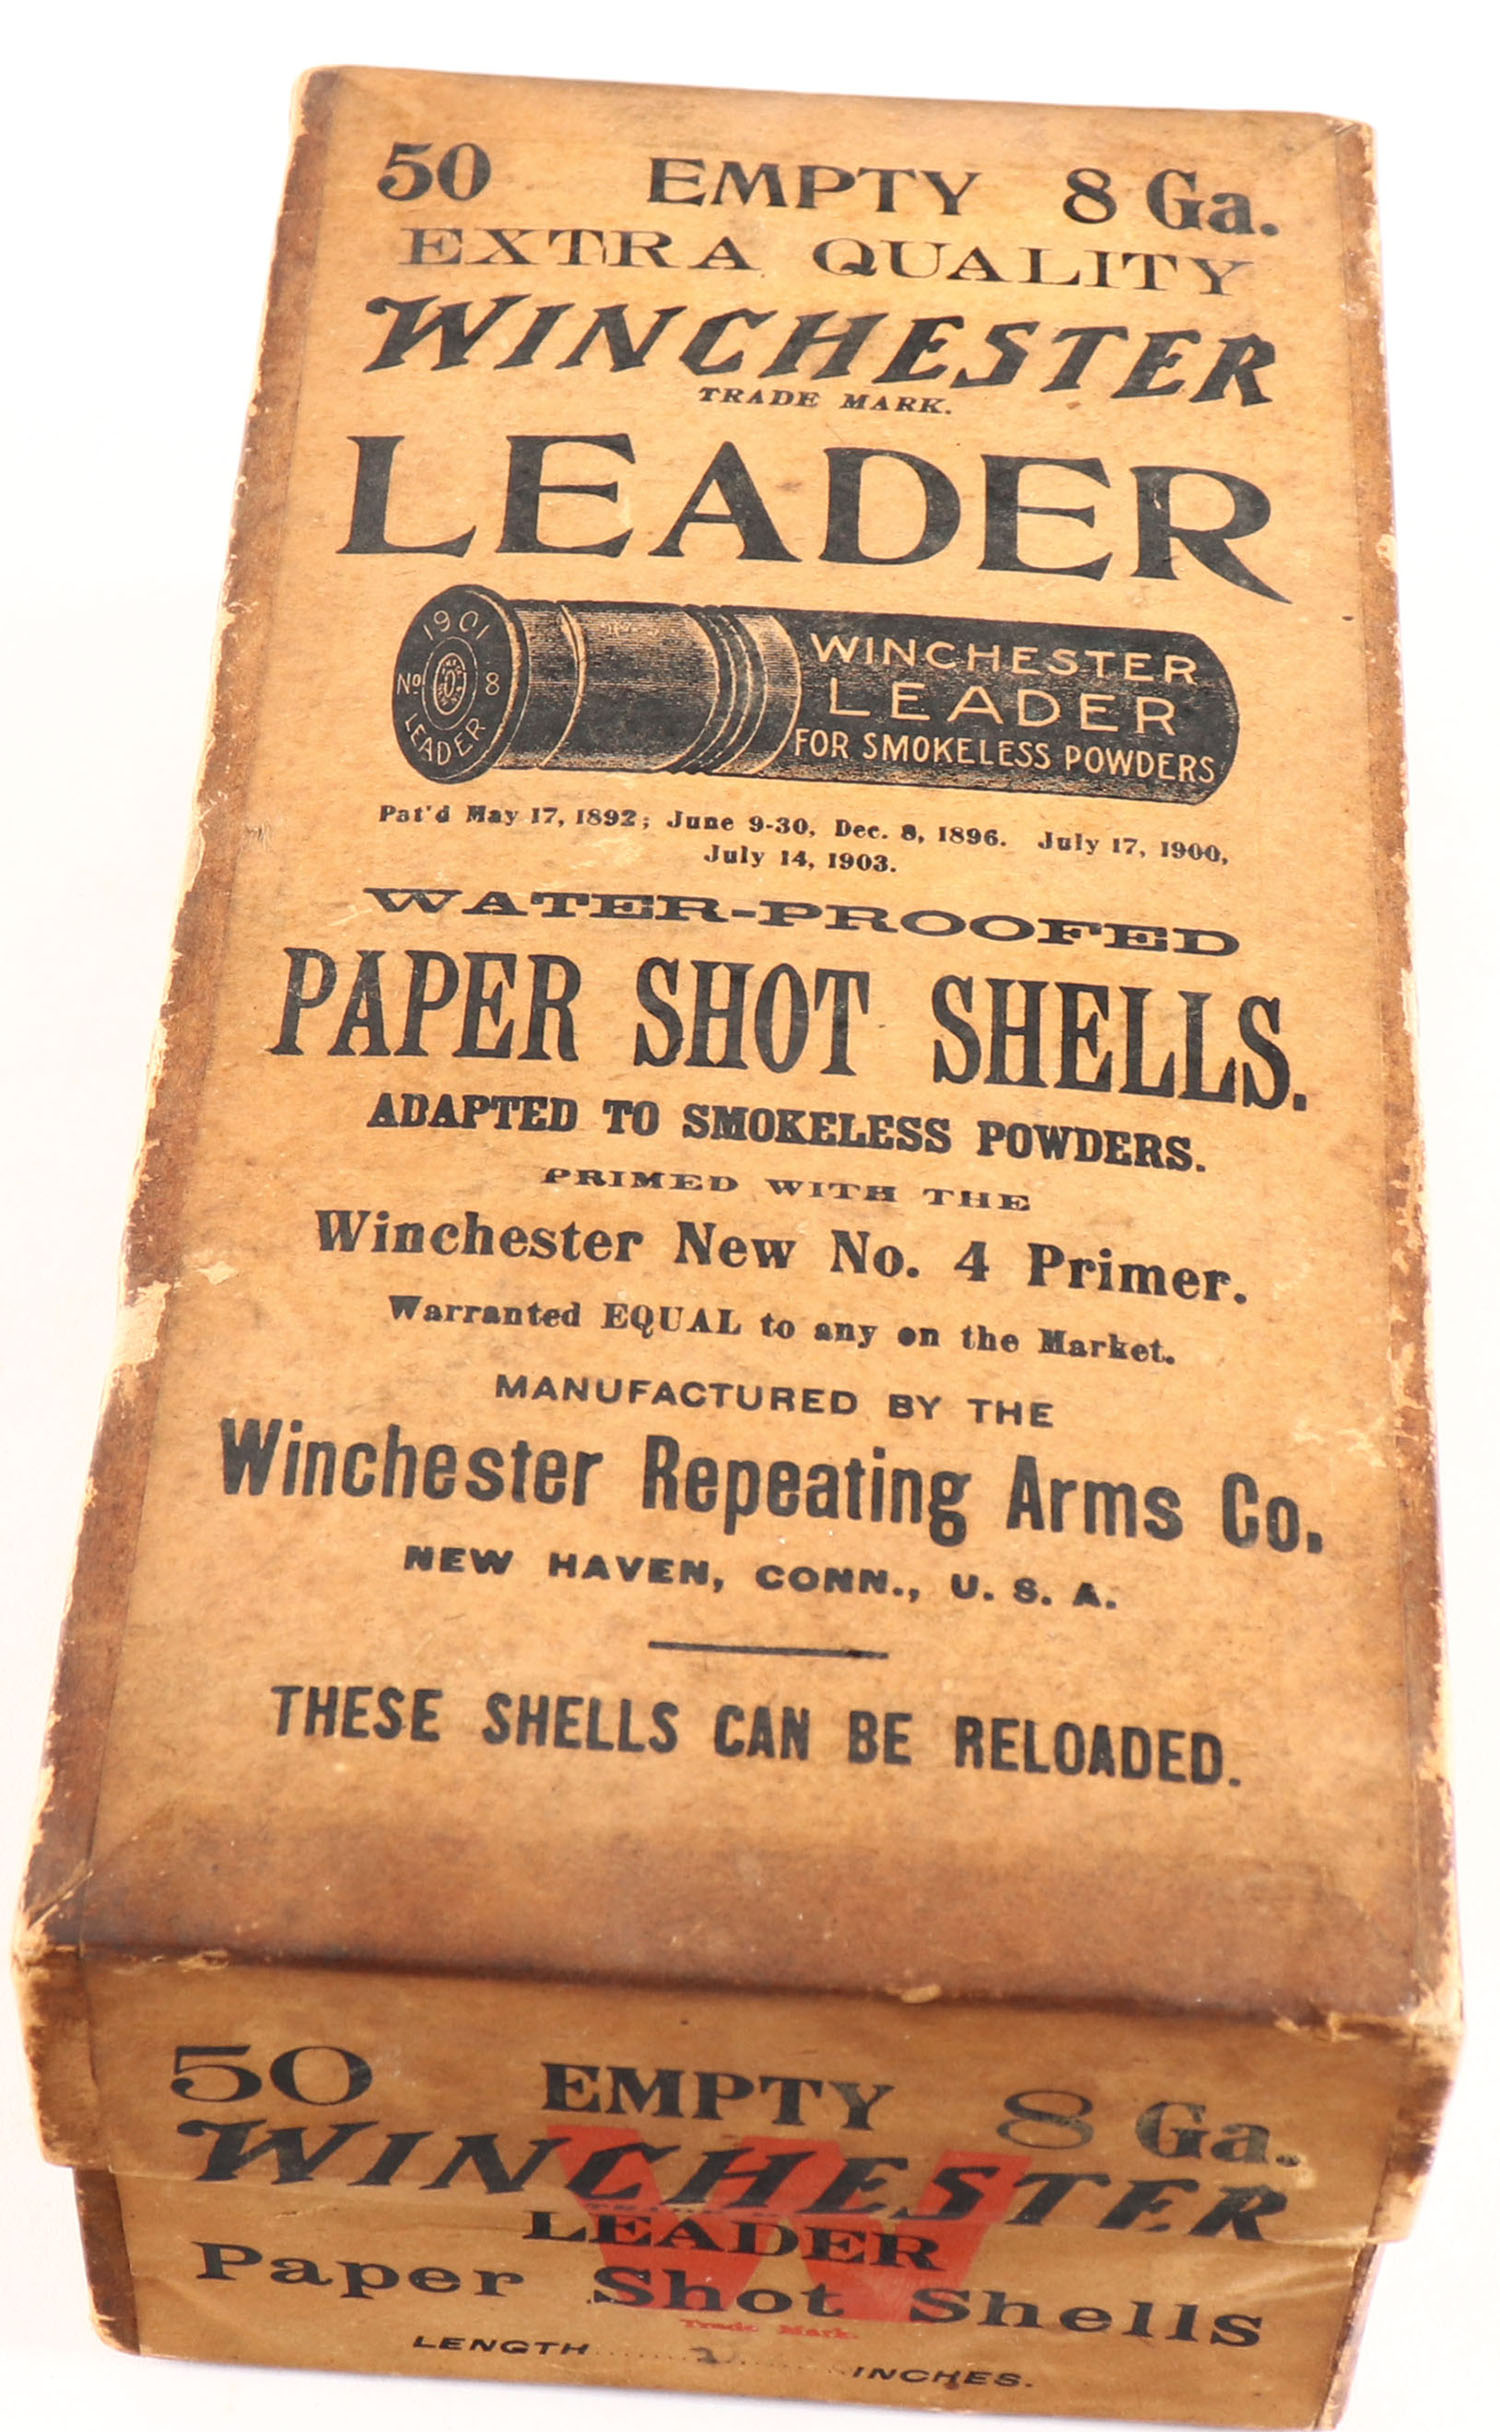 50 EMPTY 8 Ga.
EXTRA QUALITY
WINCHESTER
TRADE MARK.
LEADER
1901
No 8
LEADER
WINCHESTER
LEADER
FOR SMOKELESS POWDERS
Pat'd May 17, 1892; June 9-30, Dec. 8, 1896. July 17, 1900,
July 14, 1903.
WATER-PROOFED
PAPER SHOT SHELLS.
ADAPTED TO SMOKELESS POWDERS.
PRIMED WITH THE
Winchester New No. 4 Primer.
Warranted EQUAL to any on the Market.
MANUFACTURED BY THE
Winchester Repeating Arms Co.
NEW HAVEN, CONN., U. S. A.
THESE SHELLS CAN BE RELOADED.
50 EMPTY 8 Ga.
WINCHESTER
W
LEADER
Paper Shot Shells
Trade Mark.
LENGTH INCHES.